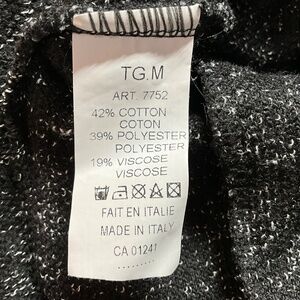 TG.M
ART. 7752
42% COTTON
COTON
39% POLYESTER
POLYESTER
19% VISCOSE
VISCOSE
FAIT EN ITALIE
MADE IN ITALY
CA 01241
.........